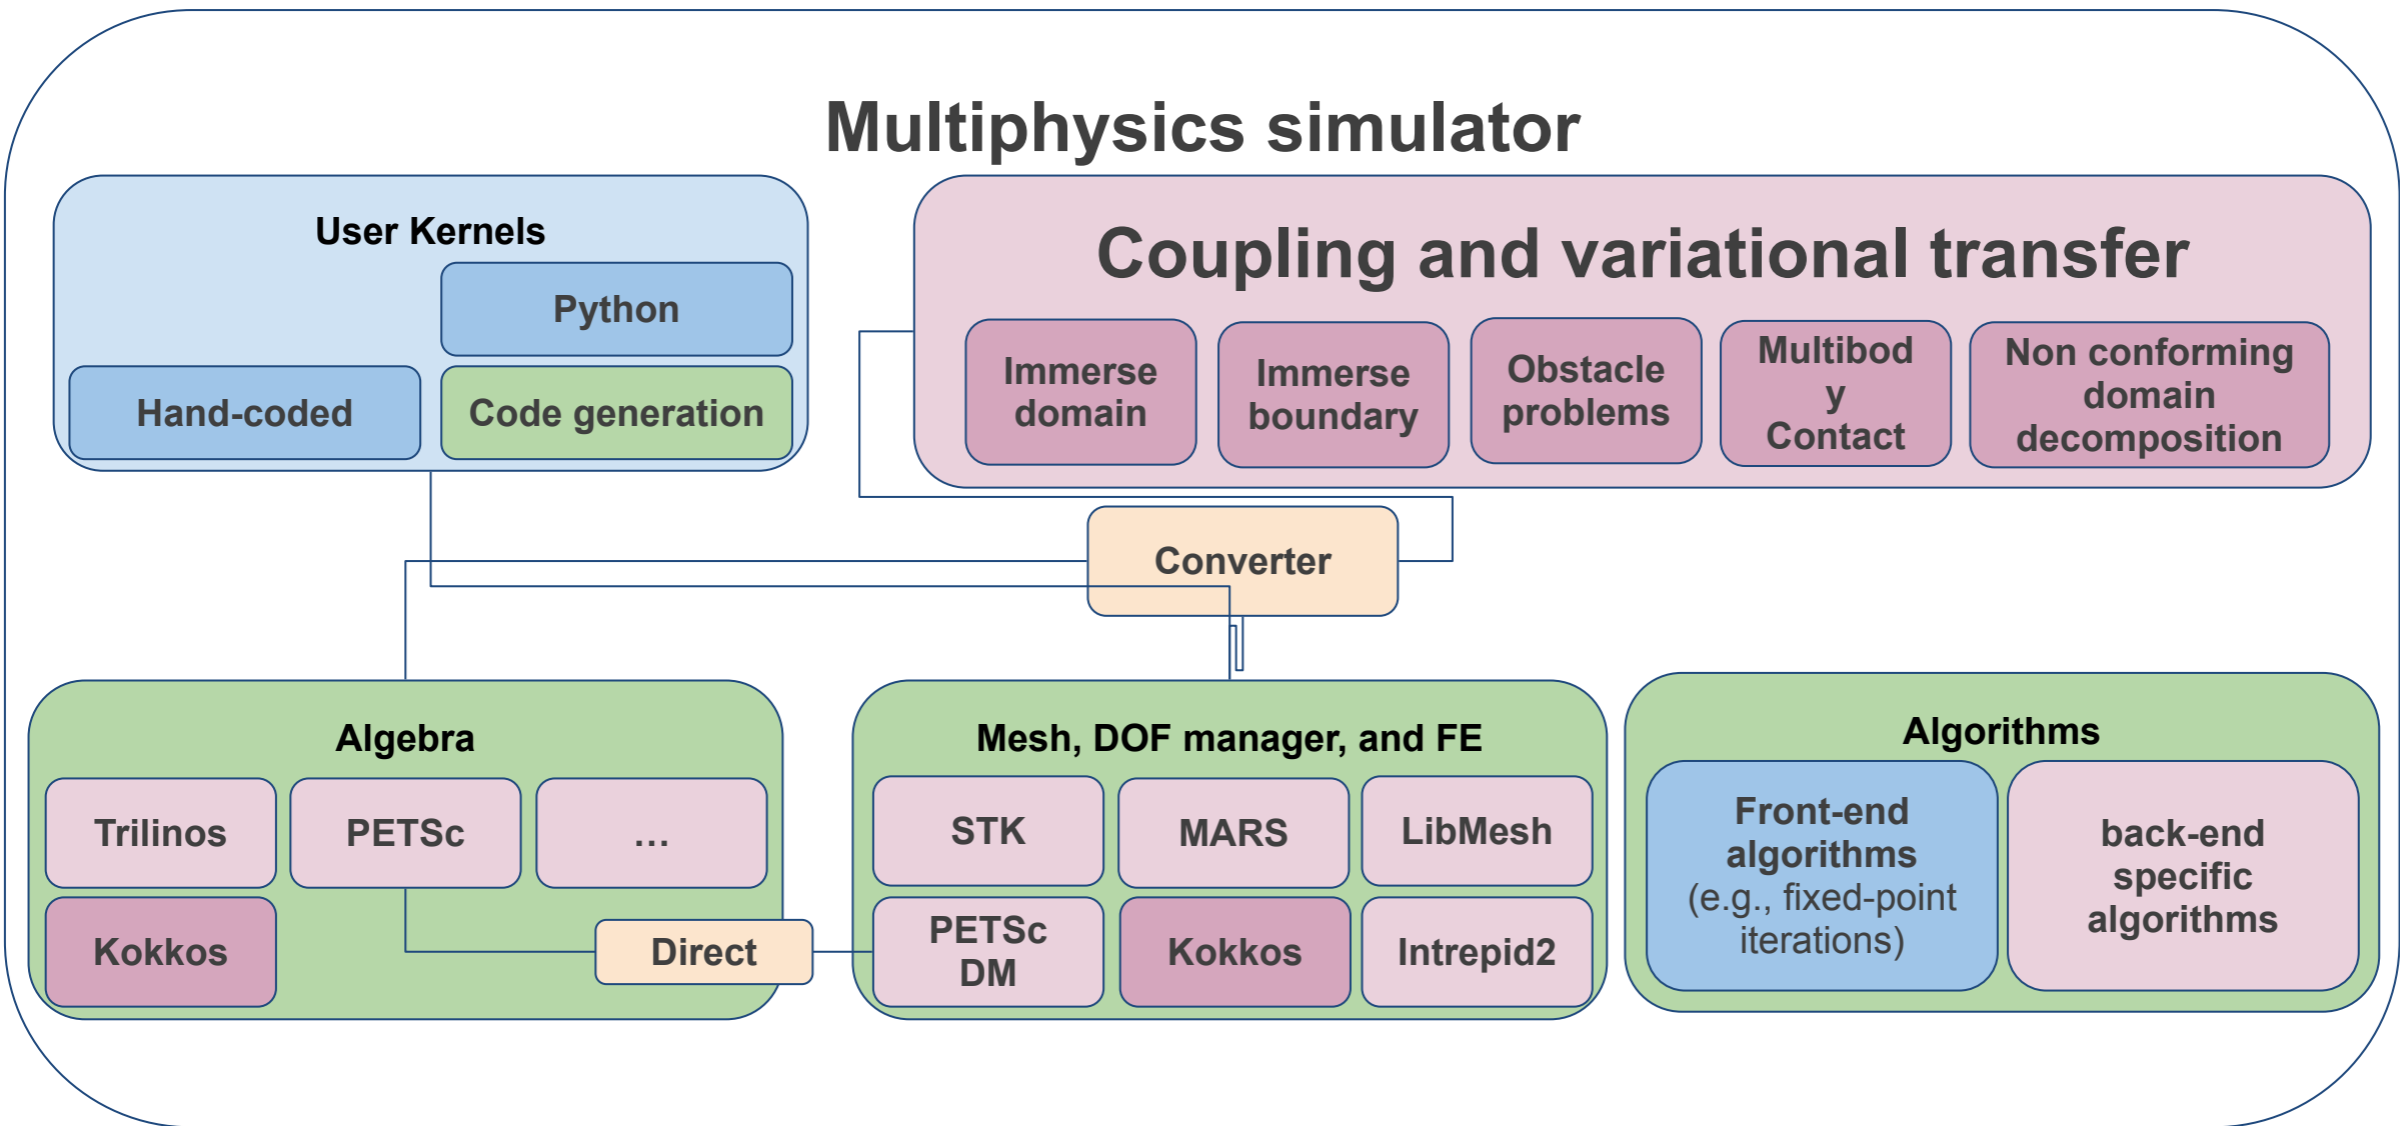 Multiphysics simulator
User Kernels
Python
Hand-coded
Code generation
Coupling and variational transfer
Immerse
domain
Immerse
boundary
Obstacle
problems
Multibod
y
Contact
Non conforming
domain
decomposition
Converter
Algebra
Trilinos
PETSc
...
Kokkos
Direct
Mesh, DOF manager, and FE
STK
MARS
LibMesh
PETSc
DM
Kokkos
Intrepid2
Algorithms
Front-end
algorithms
(e.g., fixed-point
iterations)
back-end
specific
algorithms